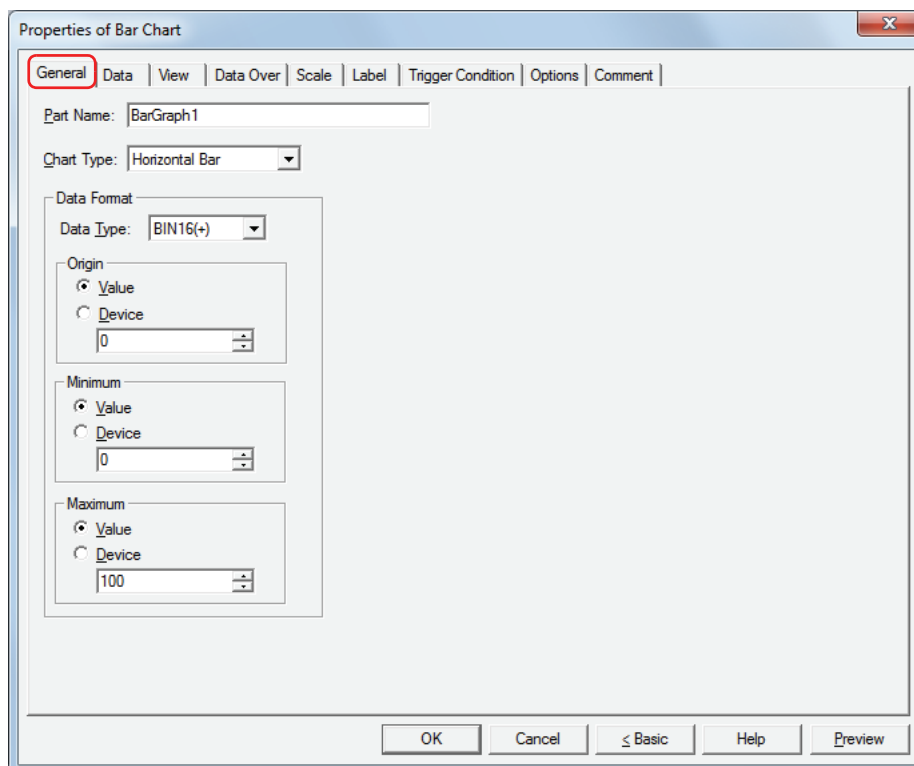 Properties of Bar Chart
General Data View Data Over Scale Label Trigger Condition Options Comment
Part Name: BarGraph1
Chart Type: Horizontal Bar
Data Format
Data Type: BIN16(+)
Origin
Value
Device
0
Minimum
Value
Device
0
Maximum
Value
Device
100
OK Cancel < Basic Help Preview